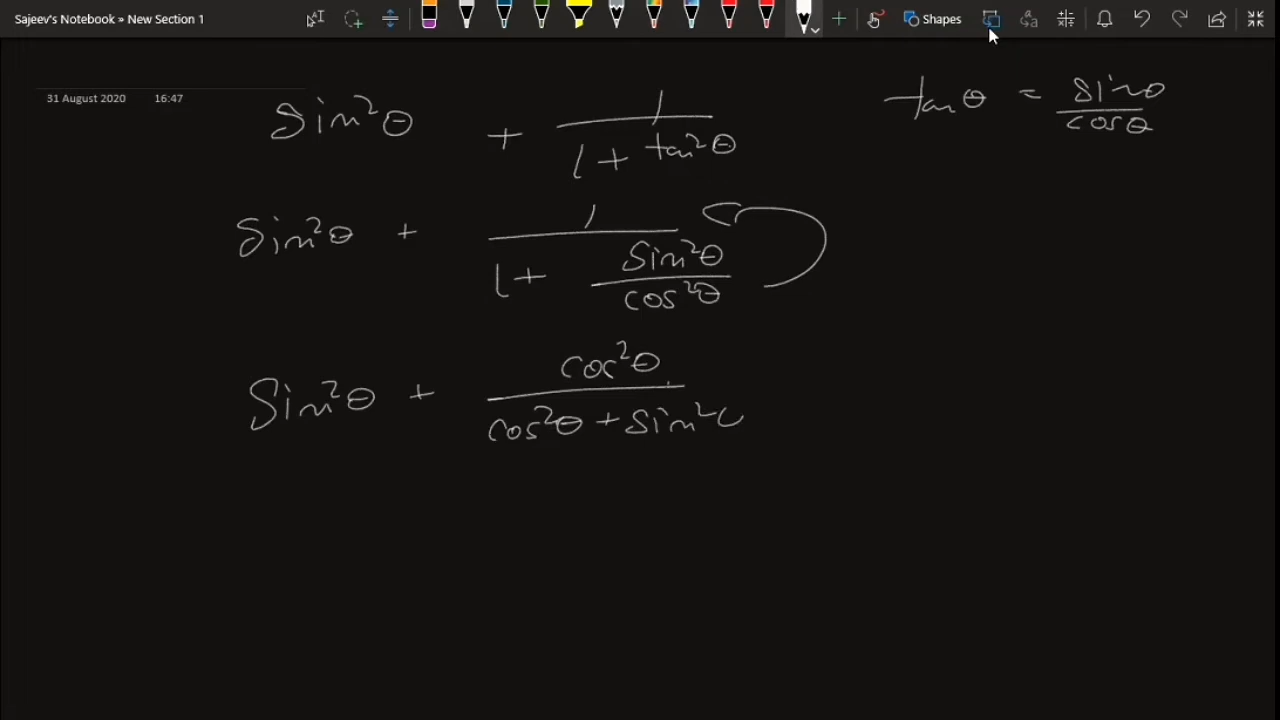 Sajeev's Notebook » New Section 1
Shapes
31 August 2020 16:47
Sin²θ + 1/(1 + tan²θ)
tanθ = sinθ/cosθ
Sin²θ + 1/(1 + Sin²θ/cos²θ)
Sin²θ + cos²θ/(cos²θ + sin²